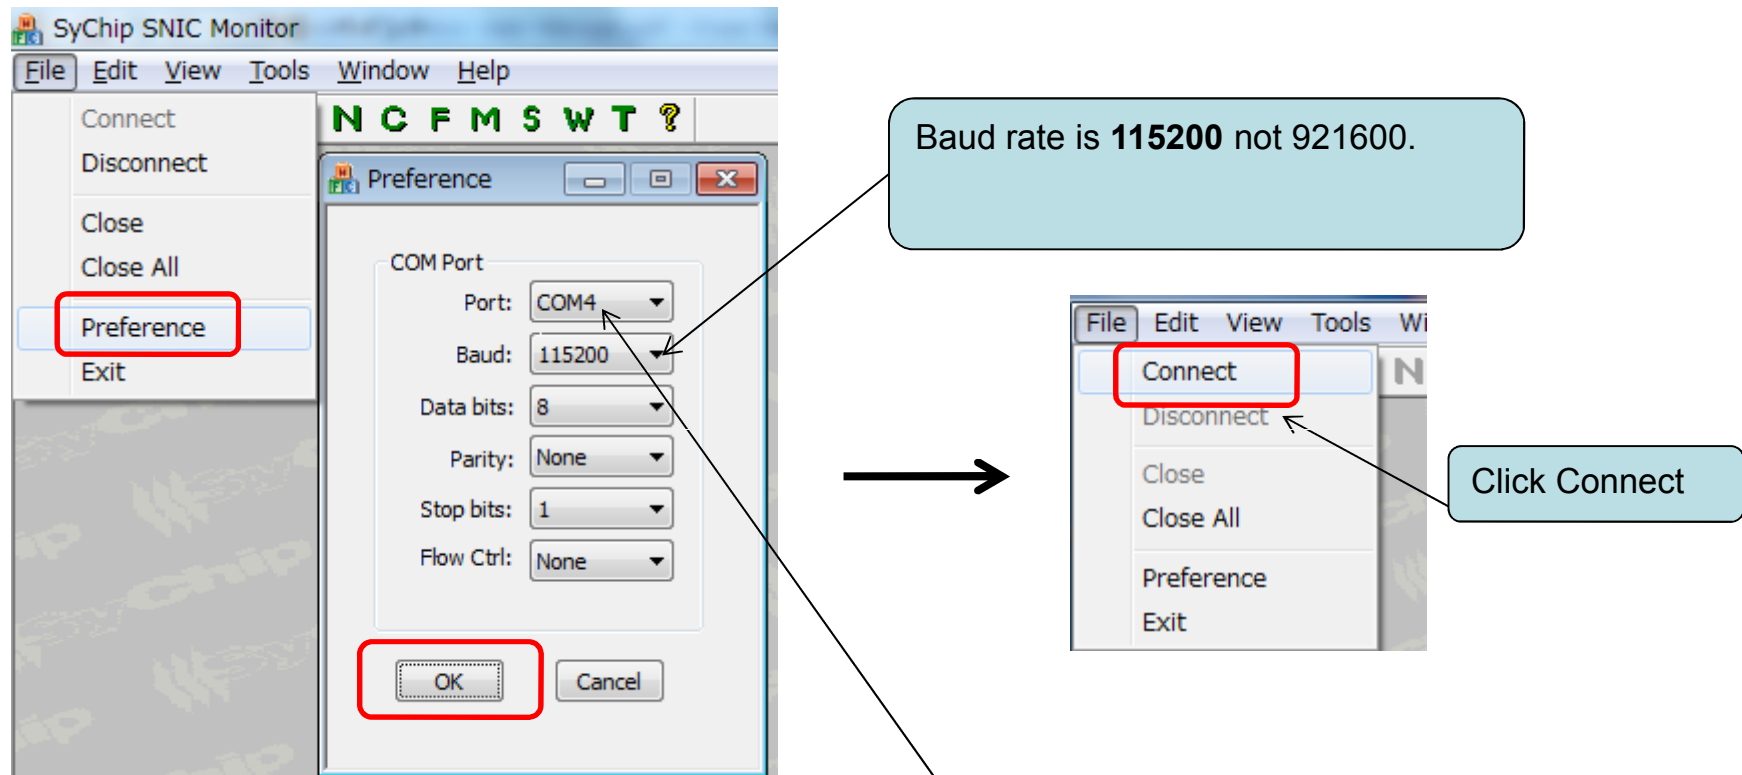 SyChip SNIC Monitor
File Edit View Tools Window Help
Connect
Disconnect
Close
Close All
Preference
Exit
N C F M S W T ?
Preference
COM Port
Port: COM4
Baud: 115200
Data bits: 8
Parity: None
Stop bits: 1
Flow Ctrl: None
OK Cancel
Baud rate is 115200 not 921600.
File Edit View Tools Wi
N
Connect
Disconnect
Close
Close All
Preference
Exit
Click Connect